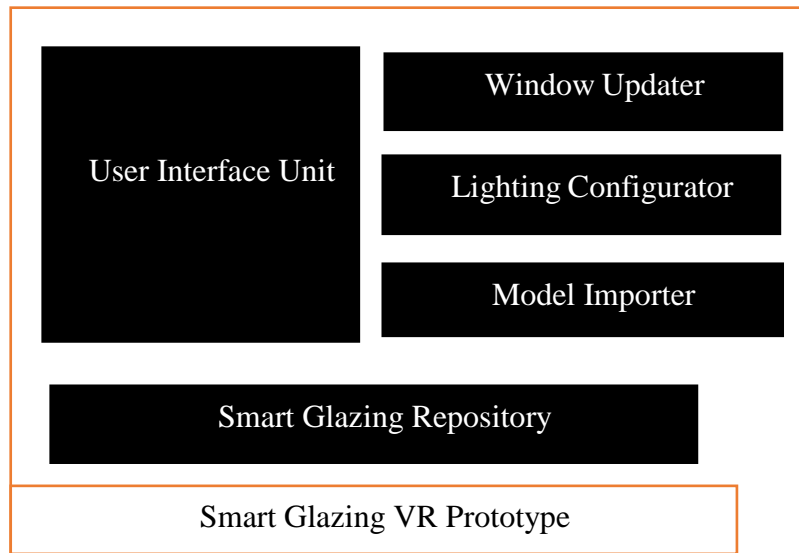 User Interface Unit
Window Updater
Lighting Configurator
Model Importer
Smart Glazing Repository
Smart Glazing VR Prototype